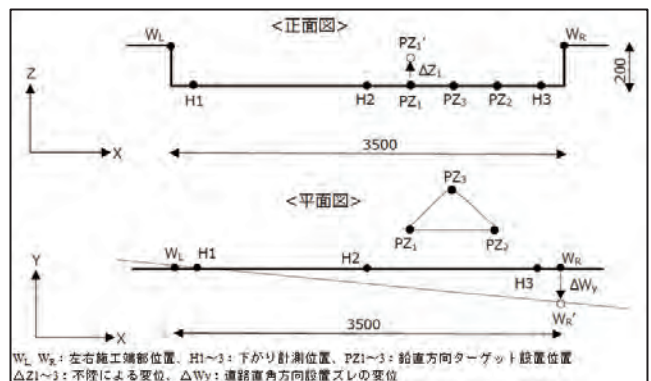 <正面図>
WL
PZ1'
WR
ΔZ1
Z
H1
H2
PZ1
PZ3
PZ2
H3
200
X
3500
<平面図>
PZ3
PZ1
PZ2
Y
WL
H1
H2
H3
WR
ΔWy
WR'
X
3500
WL, WR：左右施工端部位置、H1～3：下がり計測位置、PZ1～3：鉛直方向ターゲット設置位置
ΔZ1～3：不陸による変位、ΔWy：道路直角方向設置ズレの変位